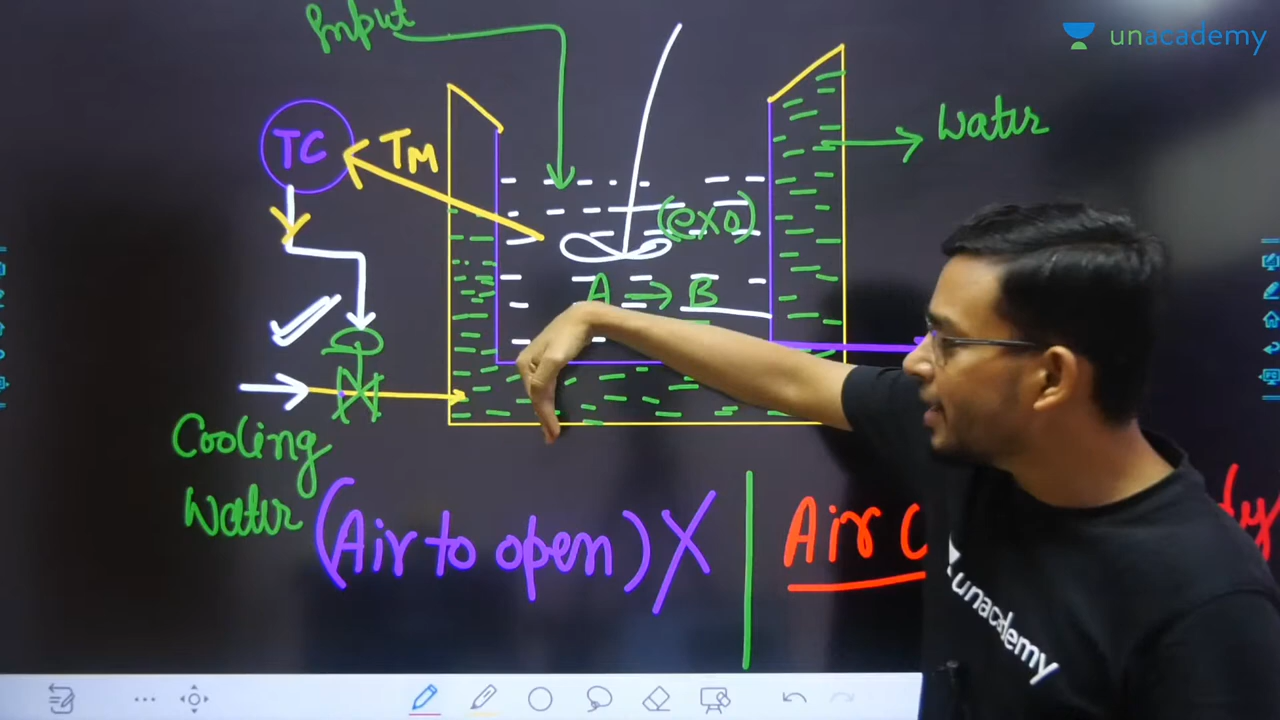 Input
unacademy
TC
TM
Water
(exo)
A → B
Cooling
Water
(Air to open) X
Air
unacademy